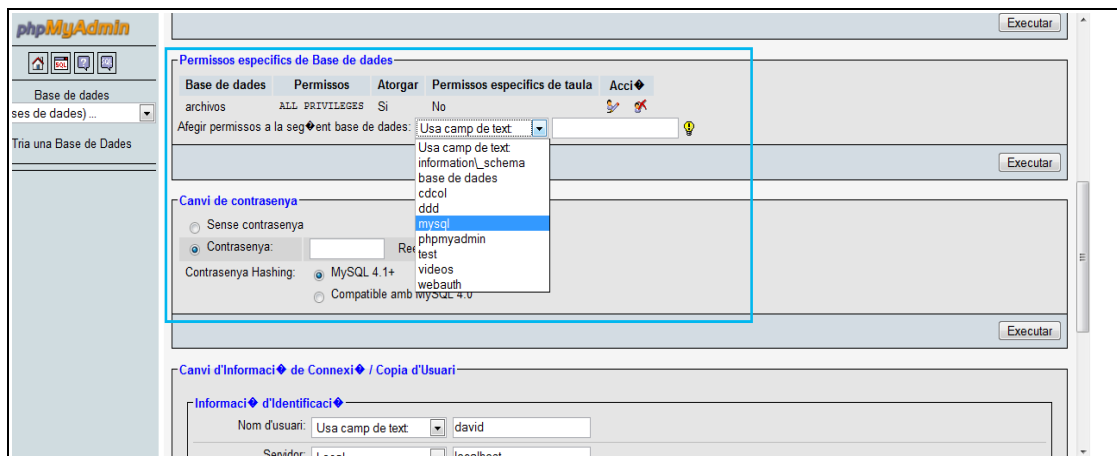 phpMyAdmin
Executar
Permissos especifics de Base de dades
Base de dades Permissos Atorgar Permissos especifics de taula Acci�
archivos ALL PRIVILEGES Si No
Afegir permissos a la seg�ent base de dades: Usa camp de text
Usa camp de text
information\_schema
base de dades
cdcol
ddd
mysql
phpmyadmin
test
videos
webauth
Executar
Base de dades
ses de dades) ...
Tria una Base de Dades
Canvi de contrasenya
Sense contrasenya
Contrasenya:
Contrasenya Hashing: MySQL 4.1+
Compatible amb MySQL 4.0
Executar
Canvi d'Informaci� de Connexi� / Copia d'Usuari
Informaci� d'Identificaci�
Nom d'usuari: Usa camp de text david
Servidor: Local localhost